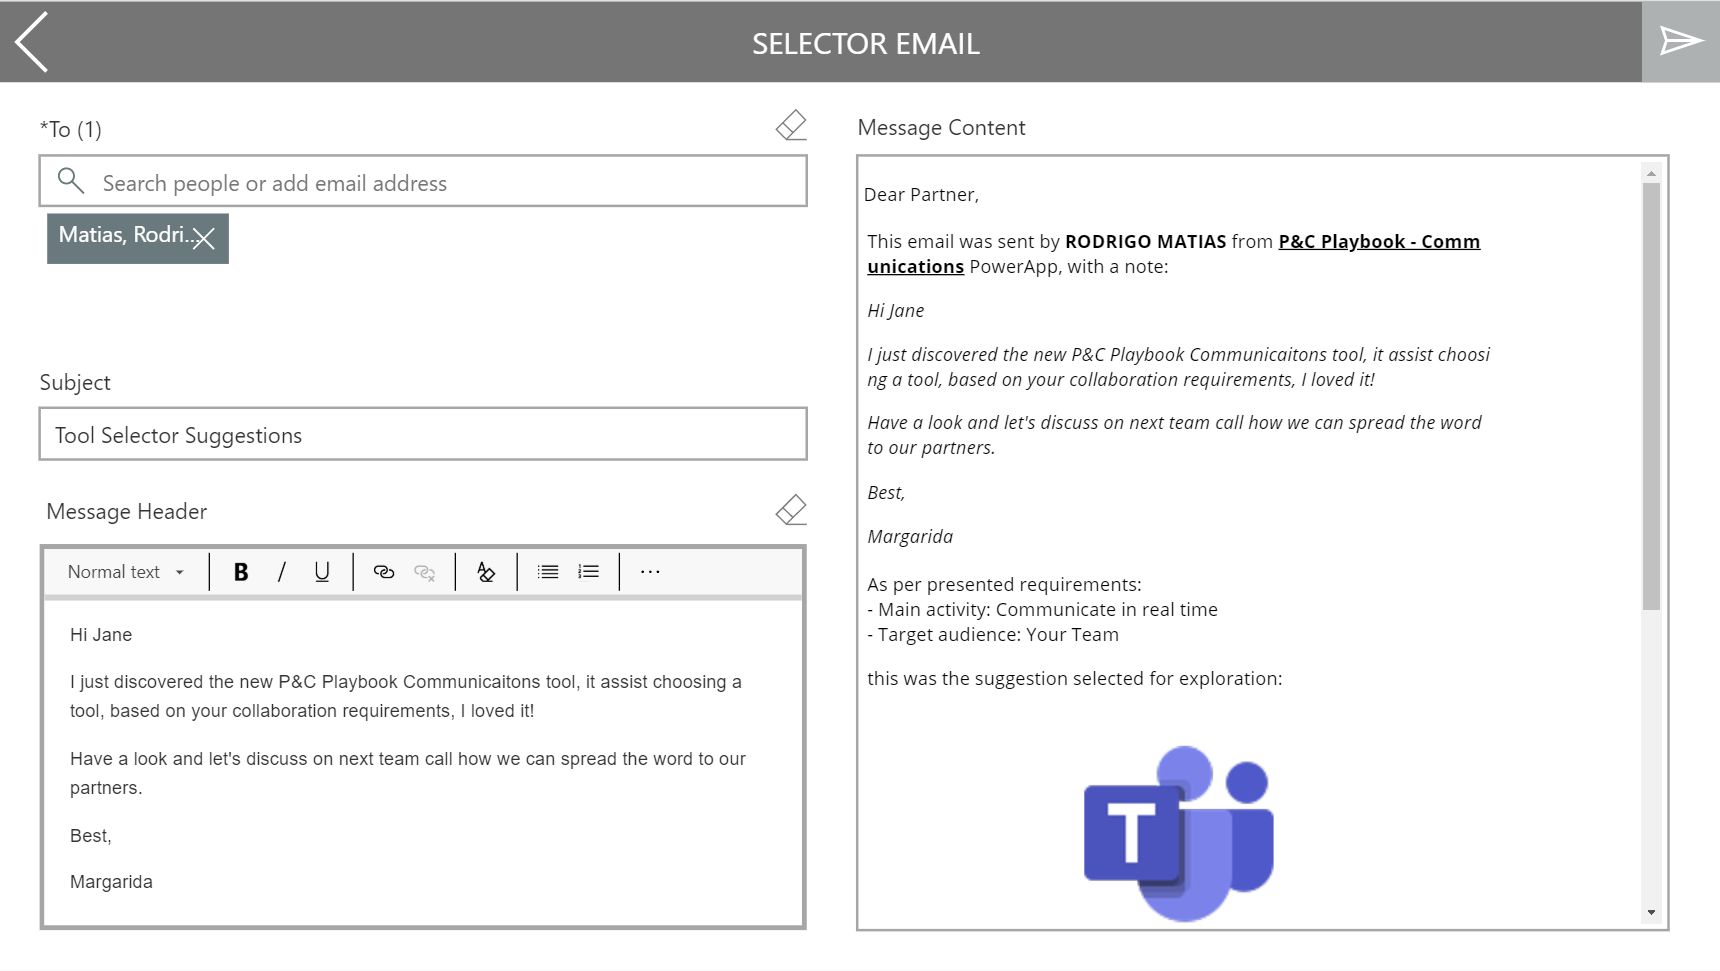 SELECTOR EMAIL
*To (1)
Search people or add email address
Matias, Rodri...
Subject
Tool Selector Suggestions
Message Header
Normal text
B / U
Hi Jane
I just discovered the new P&C Playbook Communicaitons tool, it assist choosing a
tool, based on your collaboration requirements, I loved it!
Have a look and let's discuss on next team call how we can spread the word to our
partners.
Best,
Margarida
Message Content
Dear Partner,
This email was sent by RODRIGO MATIAS from P&C Playbook - Comm
unications PowerApp, with a note:
Hi Jane
I just discovered the new P&C Playbook Communicaitons tool, it assist choosi
ng a tool, based on your collaboration requirements, I loved it!
Have a look and let's discuss on next team call how we can spread the word
to our partners.
Best,
Margarida
As per presented requirements:
- Main activity: Communicate in real time
- Target audience: Your Team
this was the suggestion selected for exploration:
T